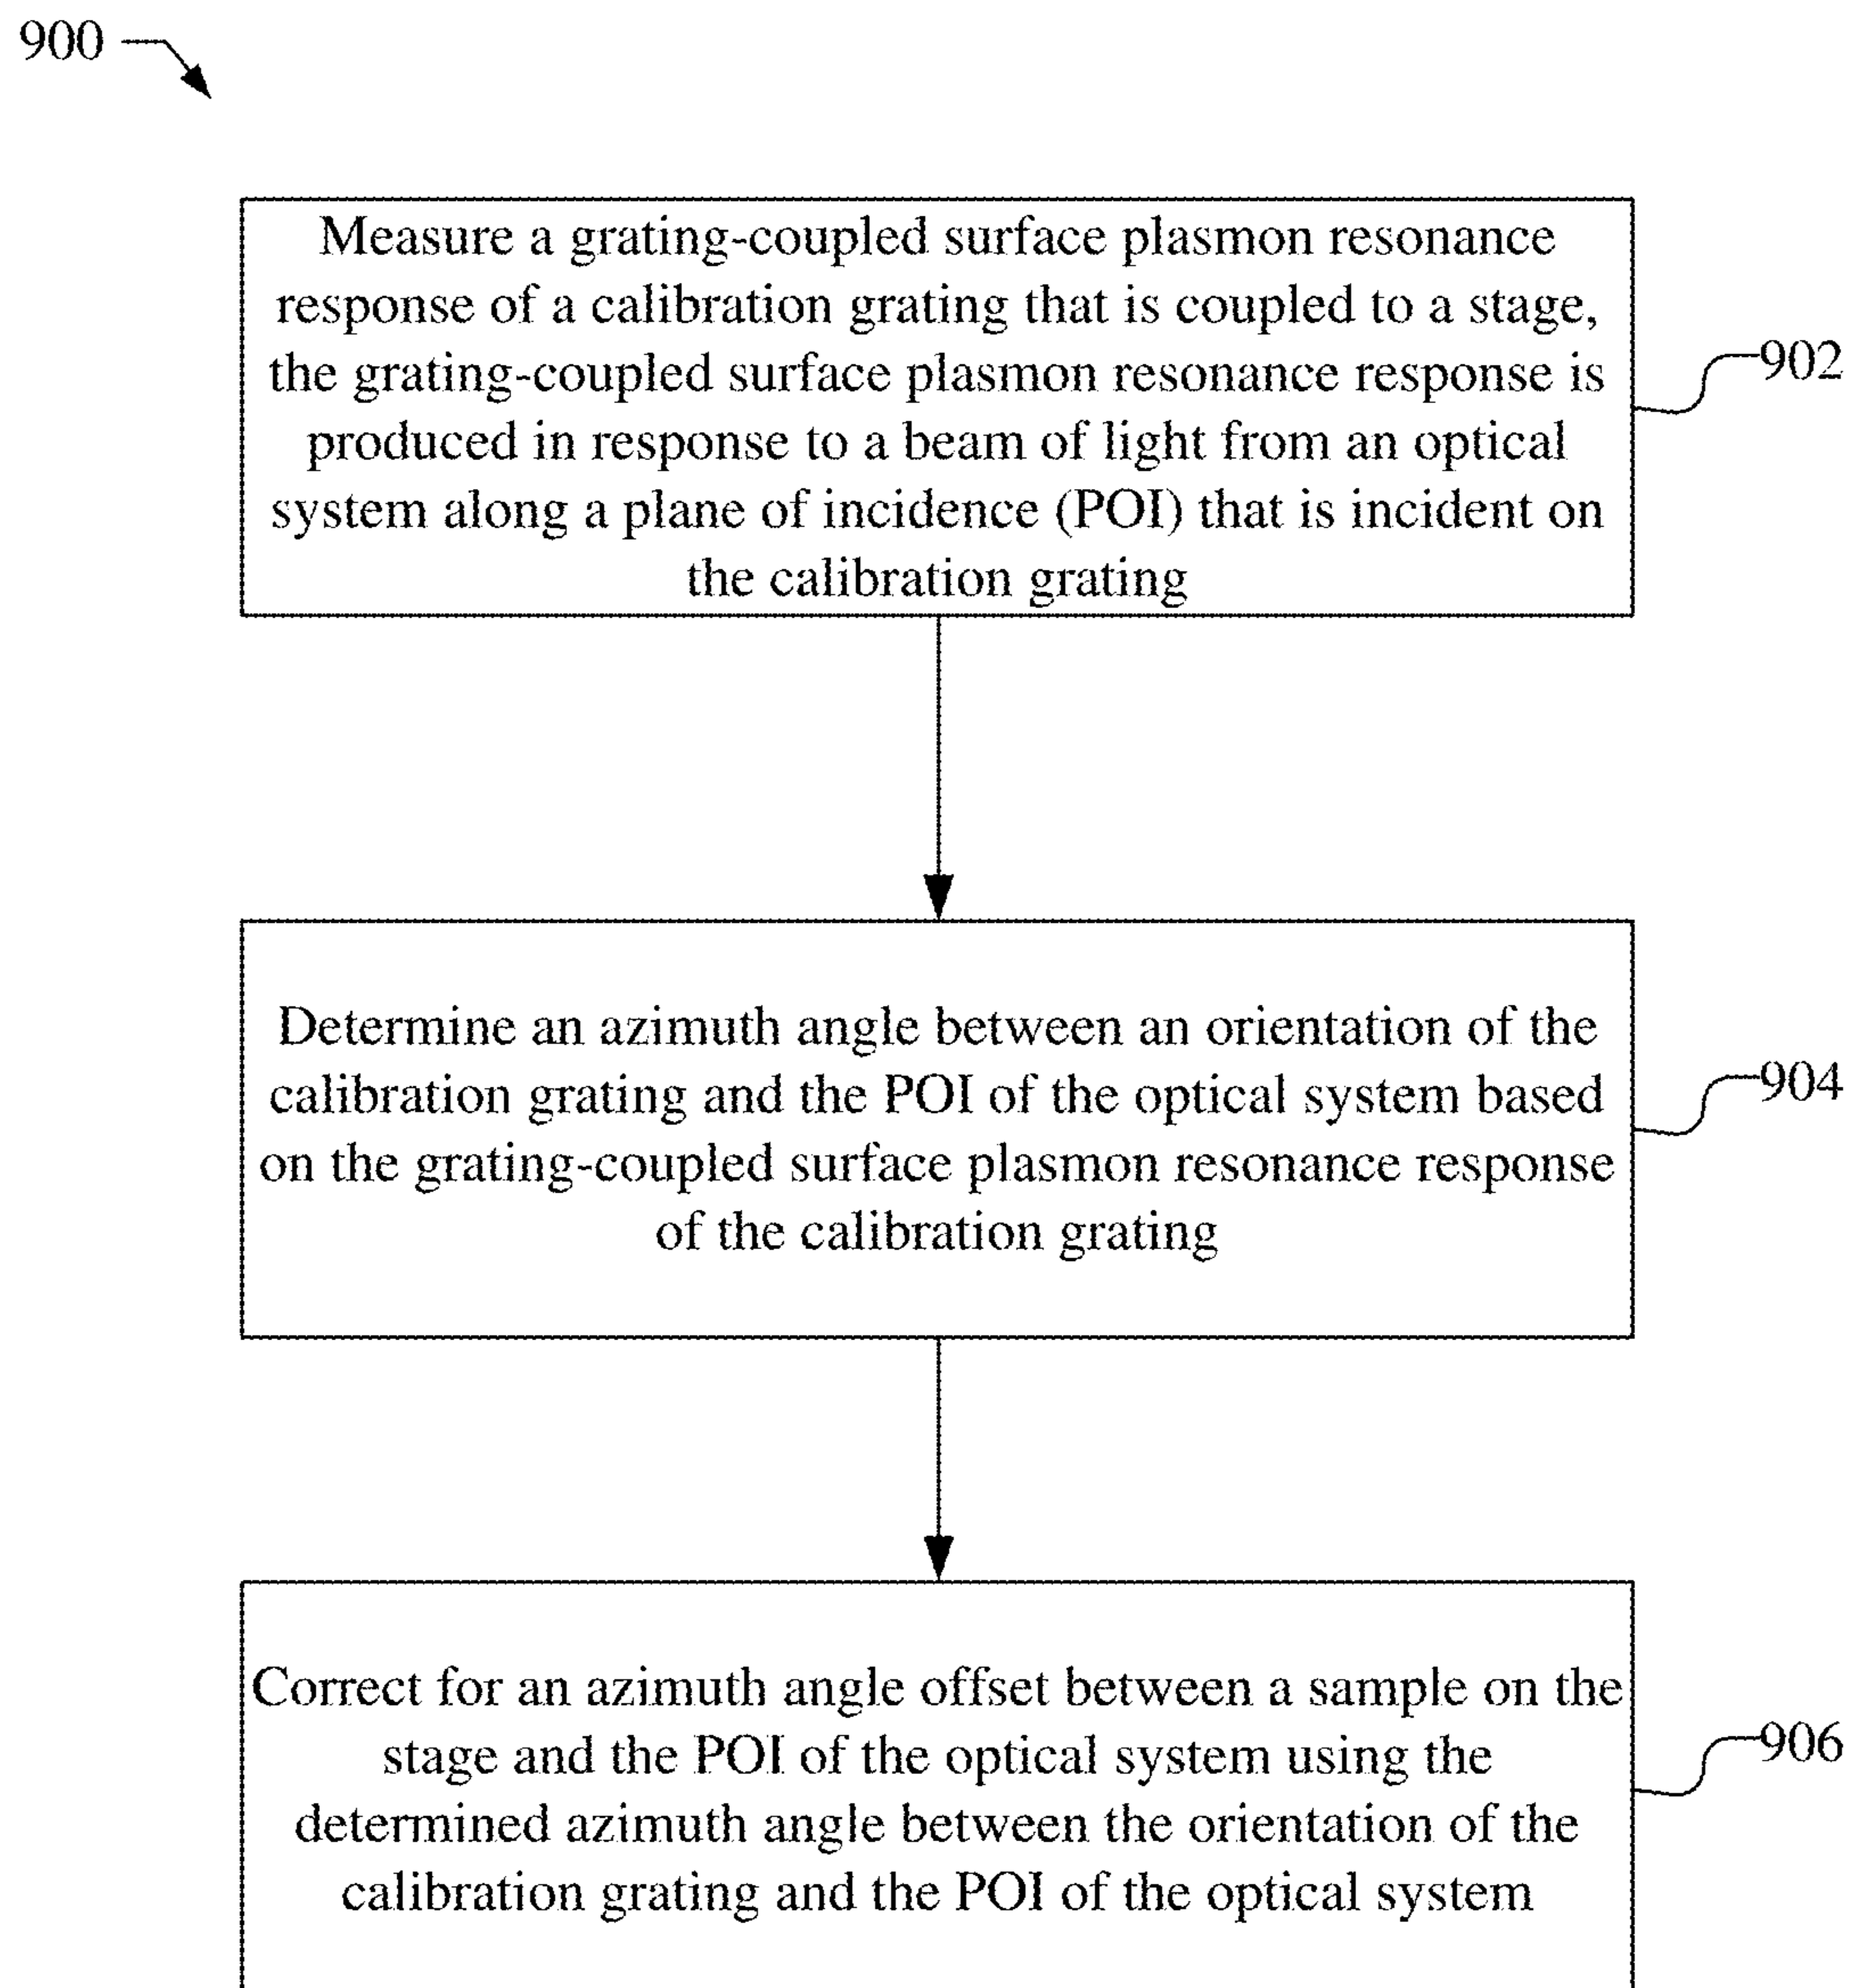 900
Measure a grating-coupled surface plasmon resonance
response of a calibration grating that is coupled to a stage,
the grating-coupled surface plasmon resonance response is
produced in response to a beam of light from an optical
system along a plane of incidence (POI) that is incident on
the calibration grating
902
Determine an azimuth angle between an orientation of the
calibration grating and the POI of the optical system based
on the grating-coupled surface plasmon resonance response
of the calibration grating
904
Correct for an azimuth angle offset between a sample on the
stage and the POI of the optical system using the
determined azimuth angle between the orientation of the
calibration grating and the POI of the optical system
906